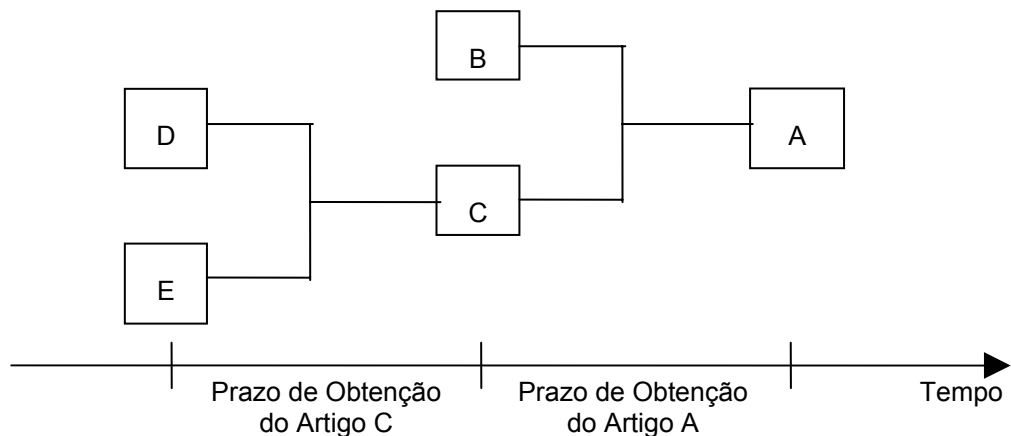 B
D
A
C
E
Prazo de Obtenção
do Artigo C
Prazo de Obtenção
do Artigo A
Tempo